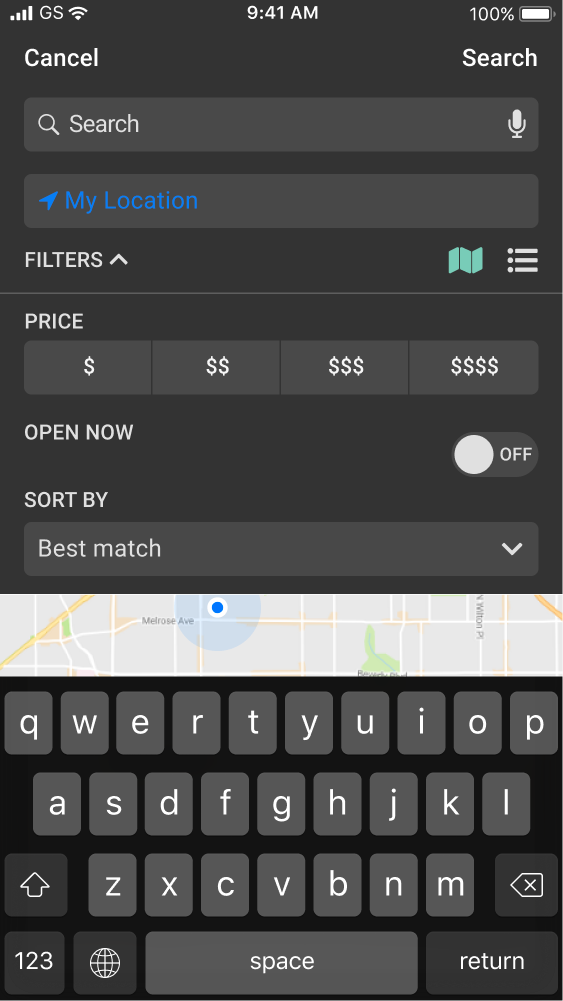 GS 9:41 AM 100%
Cancel Search
Search
My Location
FILTERS
PRICE
$ $$ $$$ $$$$
OPEN NOW
OFF
SORT BY
Best match
Melrose Ave
N Wilton Pl
Beverly Blvd
q w e r t y u i o p
a s d f g h j k l
z x c v b n m
123 space return